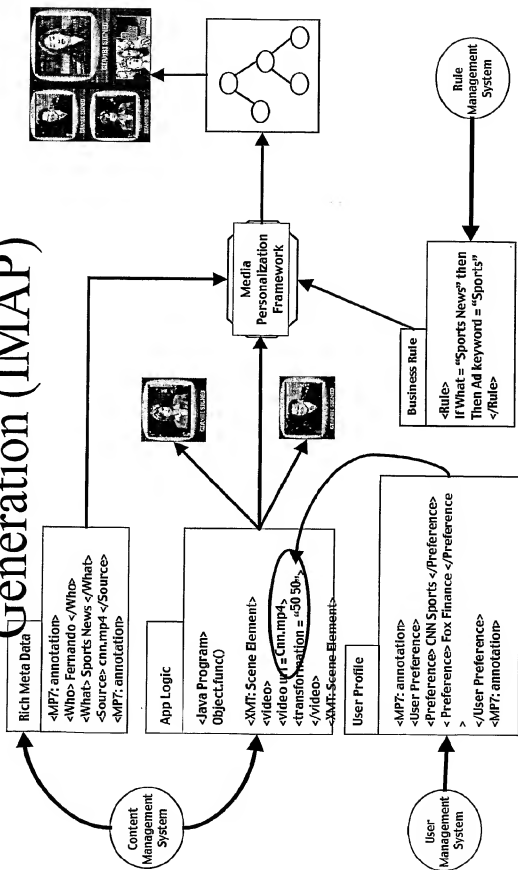 Generation (IMAP)
Content
Management
System
Rich Meta Data
<MP7: annotation>
<Who> Fernando </Who>
<What> Sports News </What>
<Source> cnn.mp4 </Source>
<MP7: annotation>
App Logic
<Java Program>
Object.func()
<XMT: Scene Element>
<video>
<video url =Cnn.mp4>
<transformation = "50 50">
</video>
<XMT: Scene Element>
User
Management
System
User Profile
<MP7: annotation>
<User Preference>
<Preference> CNN Sports </Preference>
. Preference> Fox Finance </Preference
>
</User Preference>
<MP7: annotation>
Media
Personalization
Framework
Business Rule
<Rule>
If What = "Sports News" then
Then Ad keyword = "Sports"
</Rule>
Rule
Management
System